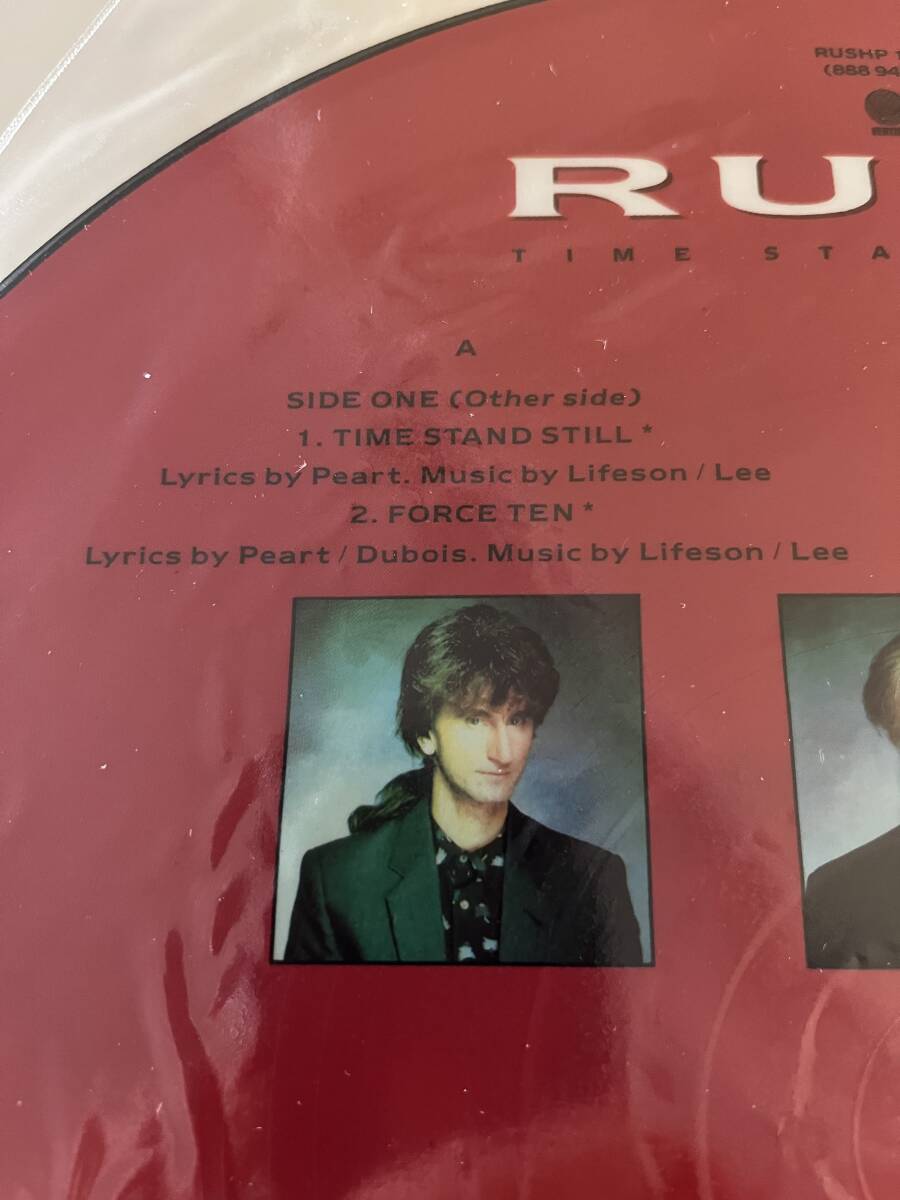 RUSHP
(888 94
RU
TIME STA
A
SIDE ONE (Other side)
1. TIME STAND STILL *
Lyrics by Peart. Music by Lifeson / Lee
2. FORCE TEN *
Lyrics by Peart / Dubois. Music by Lifeson / Lee